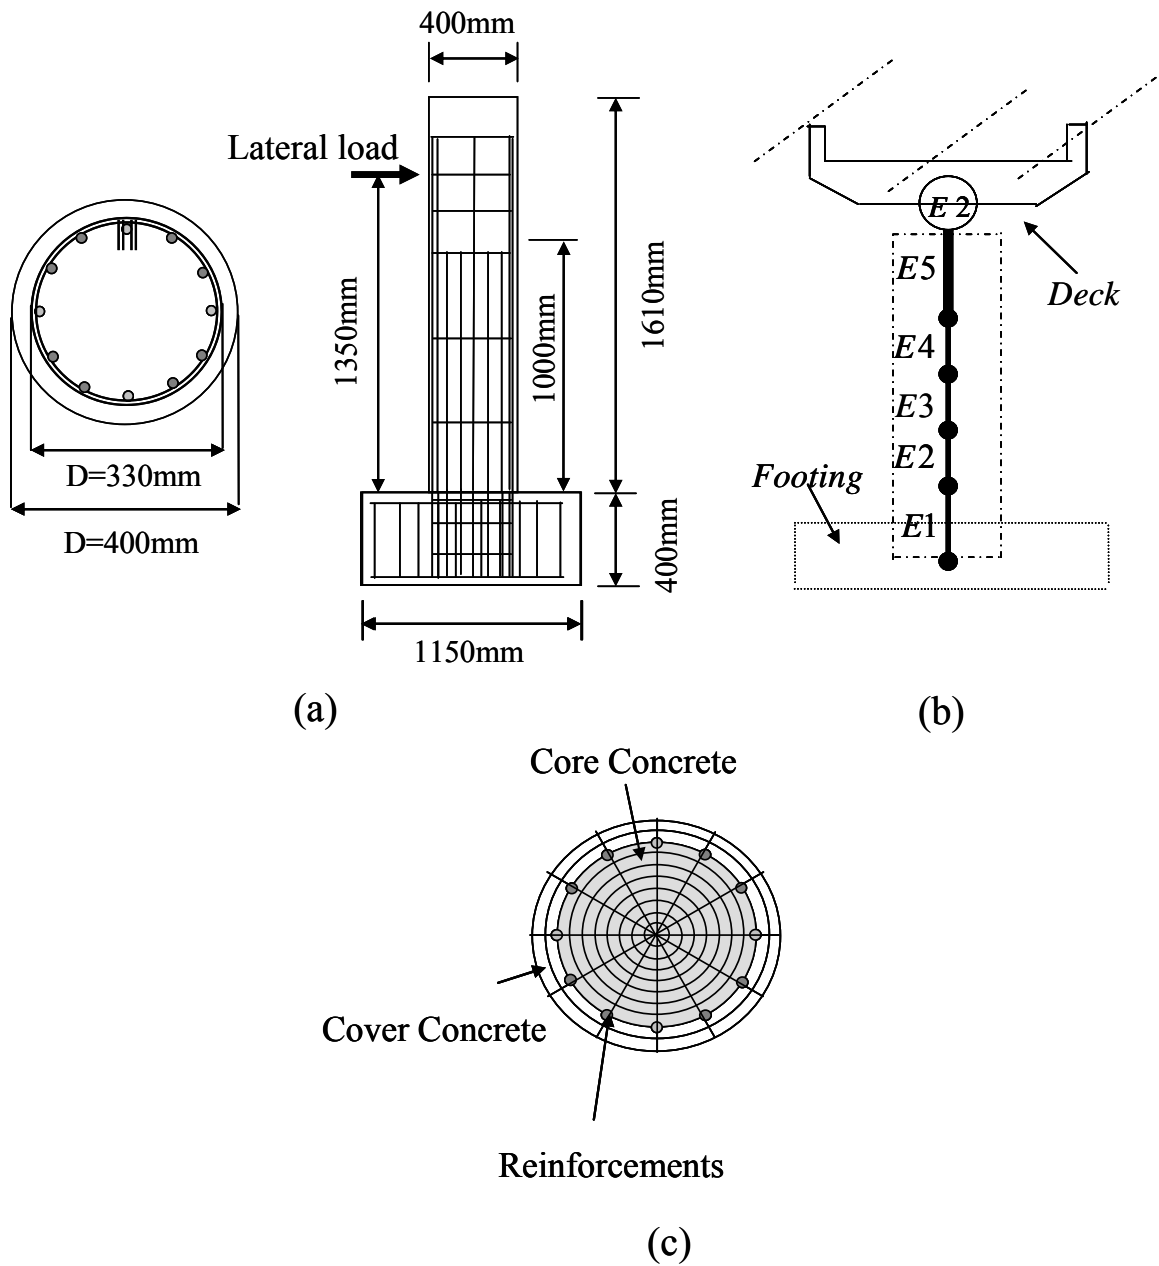 400mm
Lateral load
1350mm
1000mm
1610mm
400mm
1150mm
D=330mm
D=400mm
(a)
E 2
E5
Deck
E4
E3
E2
Footing
E1
(b)
Core Concrete
Cover Concrete
Reinforcements
(c)